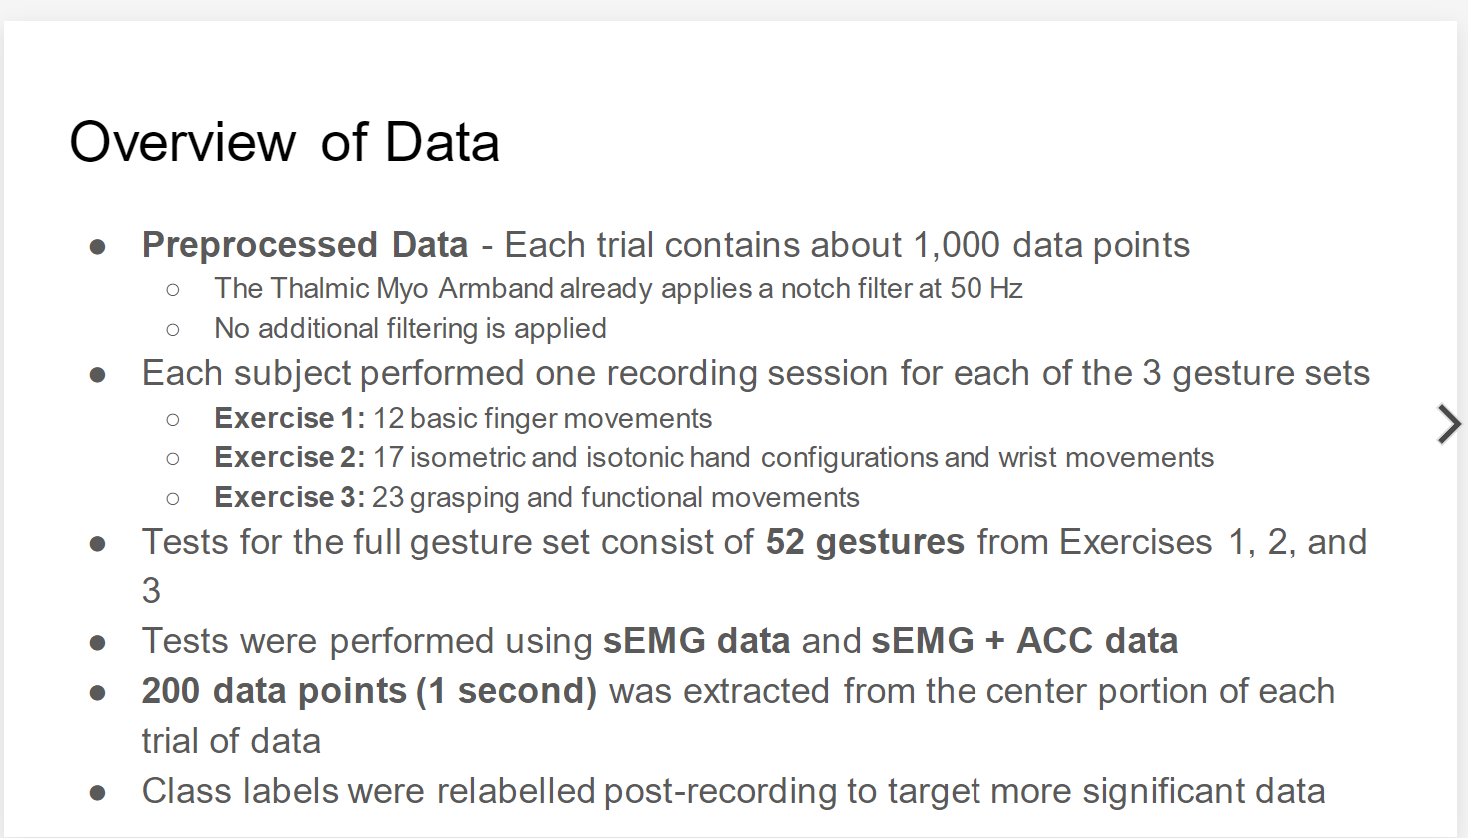 Overview of Data
● Preprocessed Data - Each trial contains about 1,000 data points
○ The Thalmic Myo Armband already applies a notch filter at 50 Hz
○ No additional filtering is applied
● Each subject performed one recording session for each of the 3 gesture sets
○ Exercise 1: 12 basic finger movements
○ Exercise 2: 17 isometric and isotonic hand configurations and wrist movements
○ Exercise 3: 23 grasping and functional movements
● Tests for the full gesture set consist of 52 gestures from Exercises 1, 2, and
3
● Tests were performed using sEMG data and sEMG + ACC data
● 200 data points (1 second) was extracted from the center portion of each
trial of data
● Class labels were relabelled post-recording to target more significant data